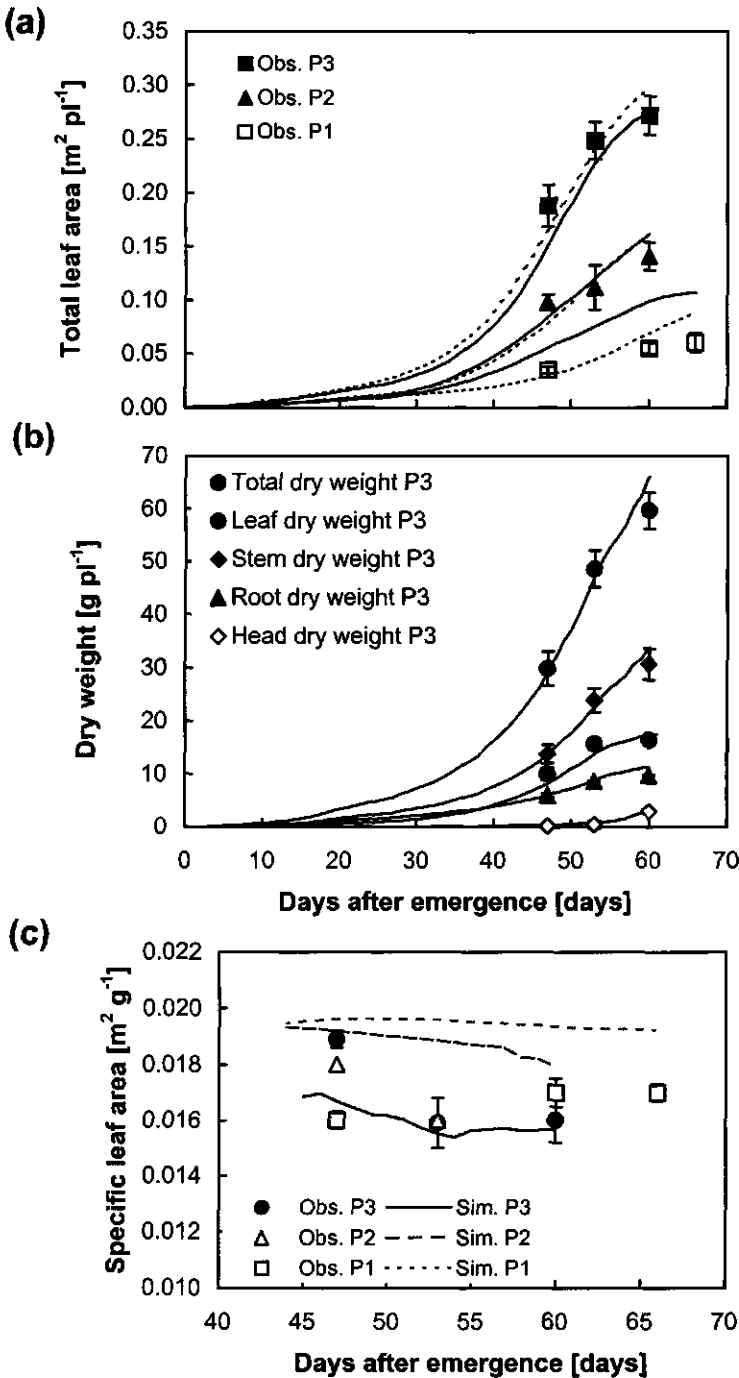 (a)
0.35
0.30
0.25
0.20
0.15
0.10
0.05
0.00
Total leaf area [m² pl⁻¹]
Obs. P3
Obs. P2
Obs. P1
(b)
70
60
50
40
30
20
10
0
Dry weight [g pl⁻¹]
Total dry weight P3
Leaf dry weight P3
Stem dry weight P3
Root dry weight P3
Head dry weight P3
0 10 20 30 40 50 60 70
Days after emergence [days]
(c)
0.022
0.020
0.018
0.016
0.014
0.012
0.010
Specific leaf area [m² g⁻¹]
Obs. P3 Sim. P3
Obs. P2 Sim. P2
Obs. P1 Sim. P1
40 45 50 55 60 65 70
Days after emergence [days]